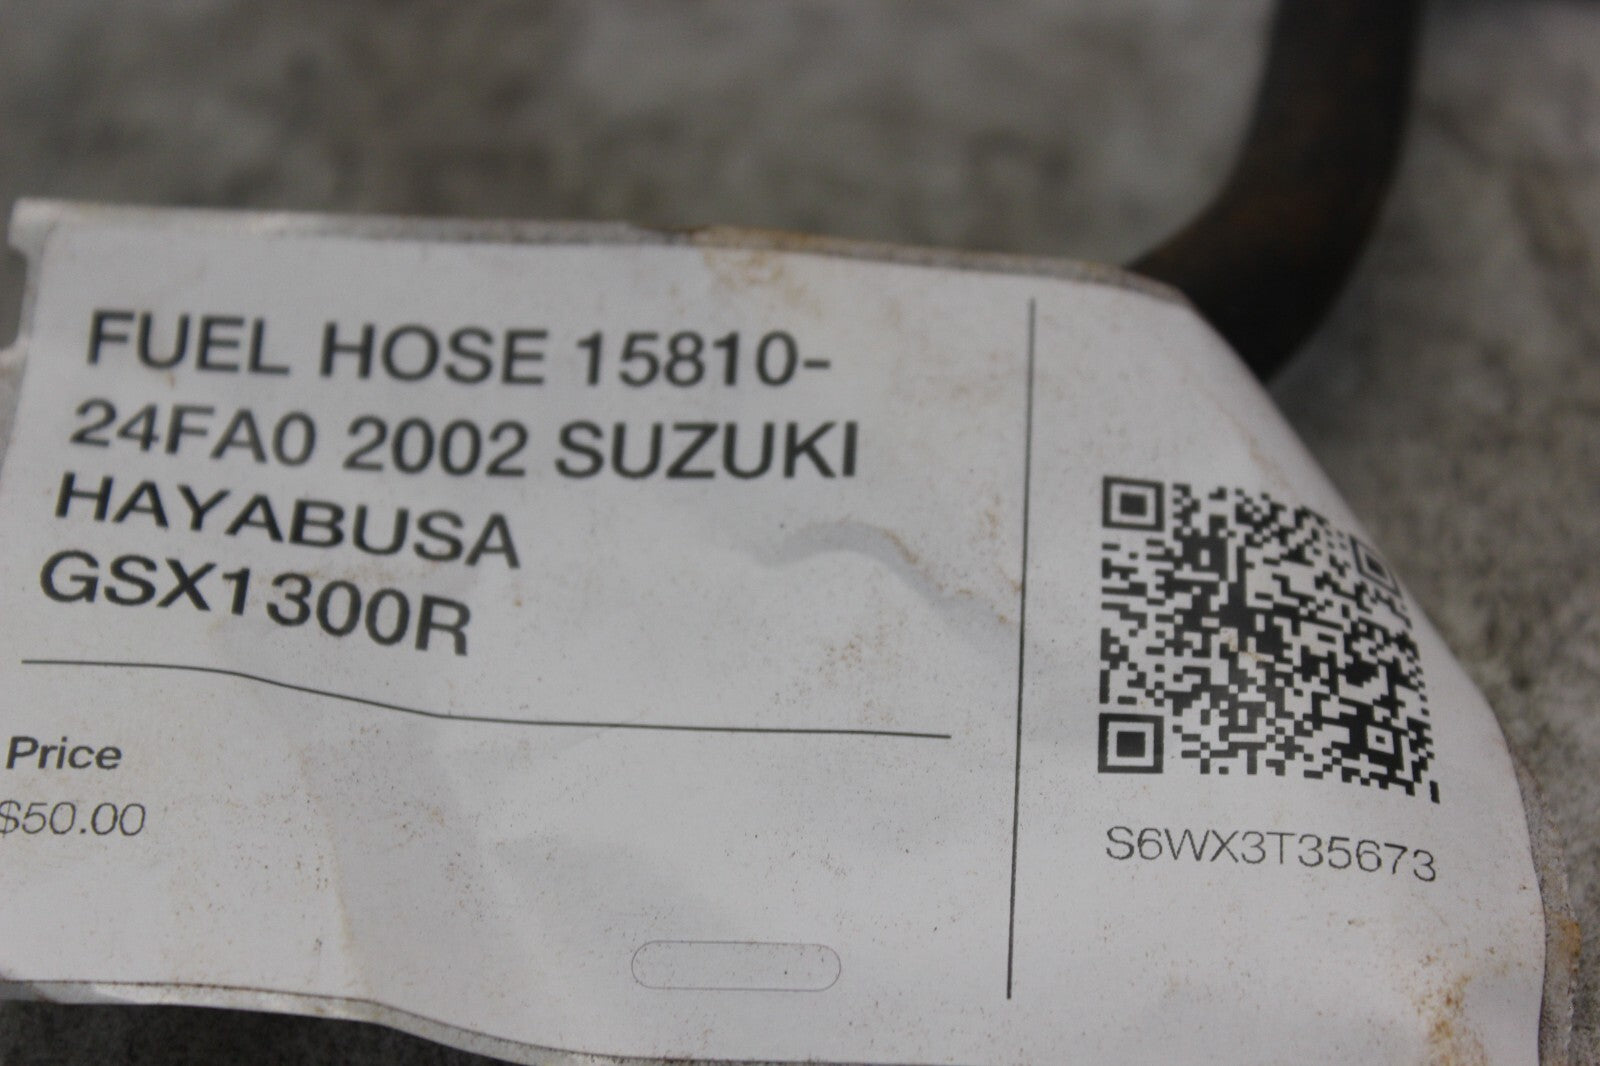 FUEL HOSE 15810-
24FA0 2002 SUZUKI
HAYABUSA
GSX1300R
Price
$50.00
S6WX3T35673